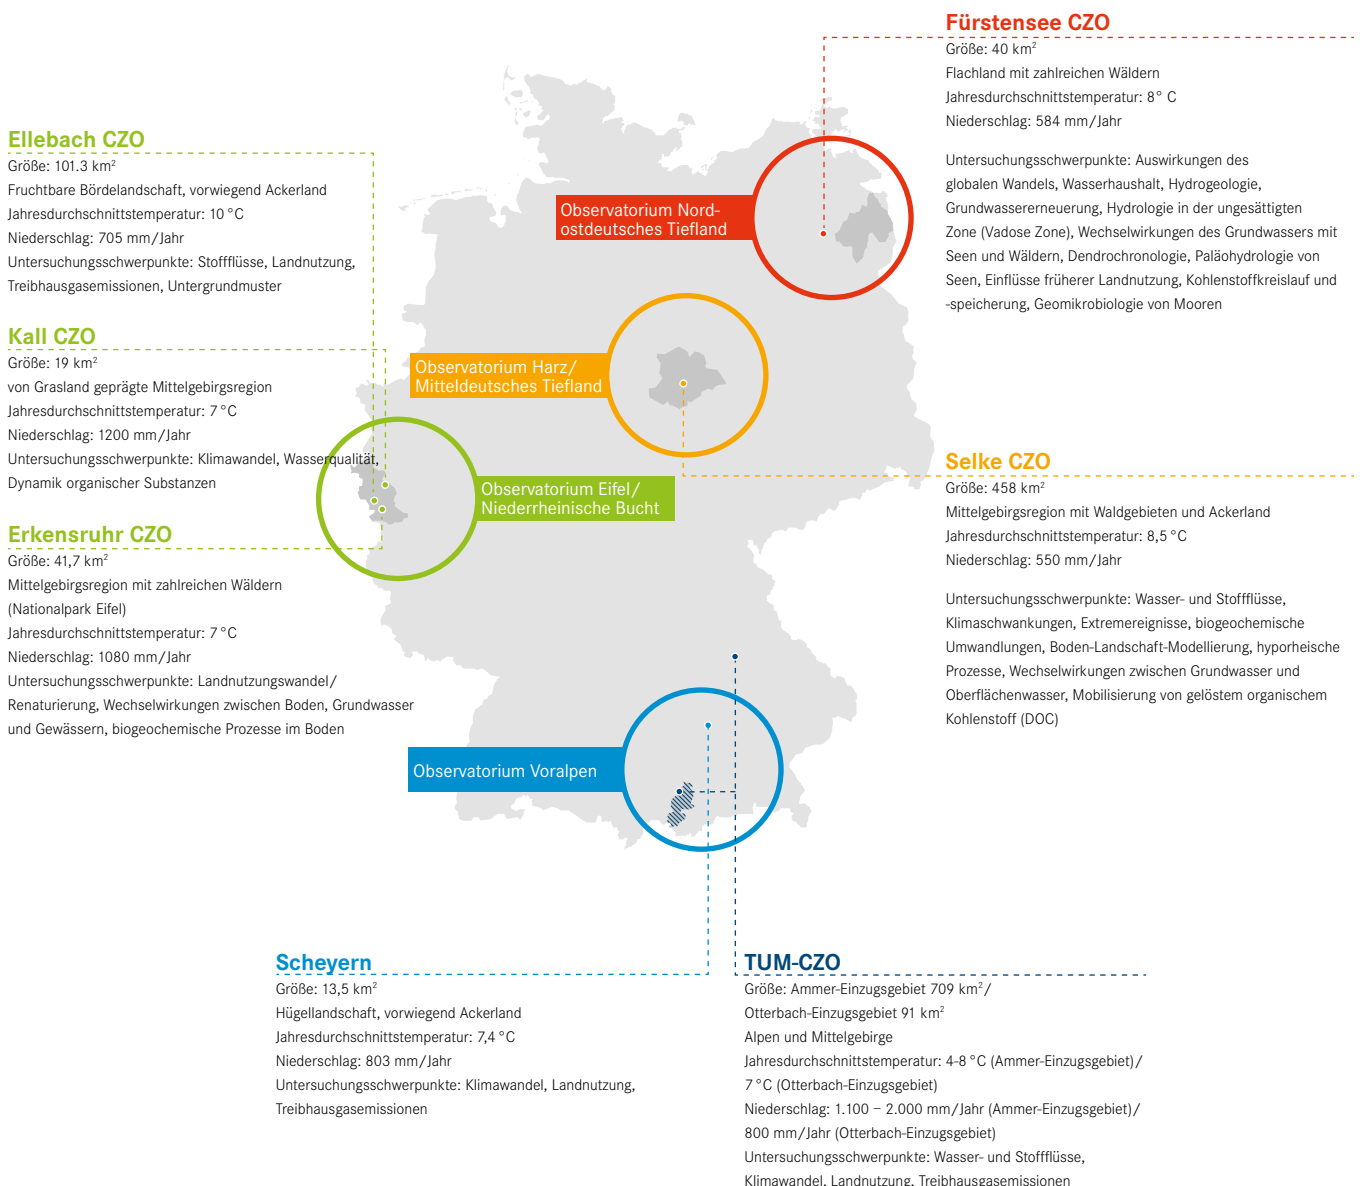 Fürstensee CZO
Größe: 40 km²
Flachland mit zahlreichen Wäldern
Jahresdurchschnittstemperatur: 8° C
Niederschlag: 584 mm/Jahr
Untersuchungsschwerpunkte: Auswirkungen des
globalen Wandels, Wasserhaushalt, Hydrogeologie,
Grundwassererneuerung, Hydrologie in der ungesättigten
Zone (Vadose Zone), Wechselwirkungen des Grundwassers mit
Seen und Wäldern, Dendrochronologie, Paläohydrologie von
Seen, Einflüsse früherer Landnutzung, Kohlenstoffkreislauf und
-speicherung, Geomikrobiologie von Mooren
Ellebach CZO
Größe: 101.3 km²
Fruchtbare Bördelandschaft, vorwiegend Ackerland
Jahresdurchschnittstemperatur: 10 °C
Niederschlag: 705 mm/Jahr
Untersuchungsschwerpunkte: Stoffflüsse, Landnutzung,
Treibhausgasemissionen, Untergrundmuster
Kall CZO
Größe: 19 km²
von Grasland geprägte Mittelgebirgsregion
Jahresdurchschnittstemperatur: 7 °C
Niederschlag: 1200 mm/Jahr
Untersuchungsschwerpunkte: Klimawandel, Wasserqualität,
Dynamik organischer Substanzen
Erkensruhr CZO
Größe: 41,7 km²
Mittelgebirgsregion mit zahlreichen Wäldern
(Nationalpark Eifel)
Jahresdurchschnittstemperatur: 7 °C
Niederschlag: 1080 mm/Jahr
Untersuchungsschwerpunkte: Landnutzungswandel/
Renaturierung, Wechselwirkungen zwischen Boden, Grundwasser
und Gewässern, biogeochemische Prozesse im Boden
Observatorium Nord-
ostdeutsches Tiefland
Observatorium Harz/
Mitteldeutsches Tiefland
Observatorium Eifel/
Niederrheinische Bucht
Observatorium Voralpen
Selke CZO
Größe: 458 km²
Mittelgebirgsregion mit Waldgebieten und Ackerland
Jahresdurchschnittstemperatur: 8,5 °C
Niederschlag: 550 mm/Jahr
Untersuchungsschwerpunkte: Wasser- und Stoffflüsse,
Klimaschwankungen, Extremereignisse, biogeochemische
Umwandlungen, Boden-Landschaft-Modellierung, hyporheische
Prozesse, Wechselwirkungen zwischen Grundwasser und
Oberflächenwasser, Mobilisierung von gelöstem organischem
Kohlenstoff (DOC)
Scheyern
Größe: 13,5 km²
Hügellandschaft, vorwiegend Ackerland
Jahresdurchschnittstemperatur: 7,4 °C
Niederschlag: 803 mm/Jahr
Untersuchungsschwerpunkte: Klimawandel, Landnutzung,
Treibhausgasemissionen
TUM-CZO
Größe: Ammer-Einzugsgebiet 709 km²/
Otterbach-Einzugsgebiet 91 km²
Alpen und Mittelgebirge
Jahresdurchschnittstemperatur: 4-8 °C (Ammer-Einzugsgebiet)/
7 °C (Otterbach-Einzugsgebiet)
Niederschlag: 1.100 – 2.000 mm/Jahr (Ammer-Einzugsgebiet)/
800 mm/Jahr (Otterbach-Einzugsgebiet)
Untersuchungsschwerpunkte: Wasser- und Stoffflüsse,
Klimawandel, Landnutzung, Treibhausgasemissionen